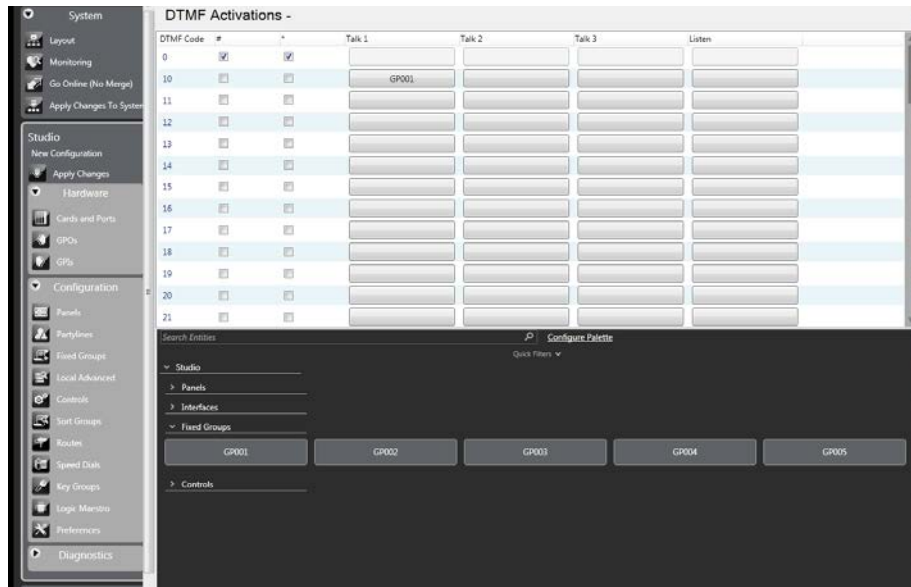 System
Layout
Monitoring
Go Online (No Merge)
Apply Changes To System
Studio
New Configuration
Apply Changes
Hardware
Cards and Ports
GPOs
GPIs
Configuration
Panels
Partylines
Fixed Groups
Local Advanced
Controls
Sort Groups
Routes
Speed Dials
Key Groups
Logic Maestro
Preferences
Diagnostics
DTMF Activations -
DTMF Code # * Talk 1 Talk 2 Talk 3 Listen
0
10 GP001
11
12
13
14
15
16
17
18
19
20
21
Search Entities Configure Palette
Quick Filters
Studio
Panels
Interfaces
Fixed Groups
GP001 GP002 GP003 GP004 GP005
Controls